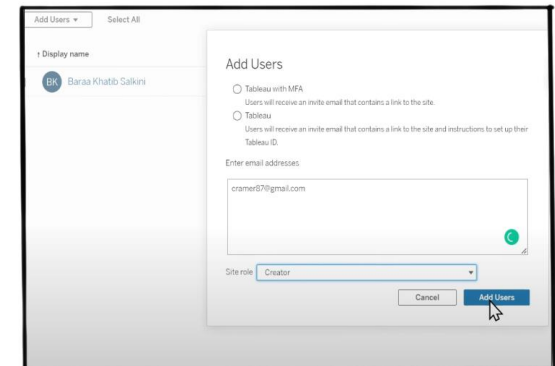 Add Users ▾ Select All
↑ Display name
BK Baraa Khatib Salkini
Add Users
Tableau with MFA
Users will receive an invite email that contains a link to the site.
Tableau
Users will receive an invite email that contains a link to the site and instructions to set up their
Tableau ID.
Enter email addresses
cramer87@gmail.com
Site role Creator
Cancel Add Users